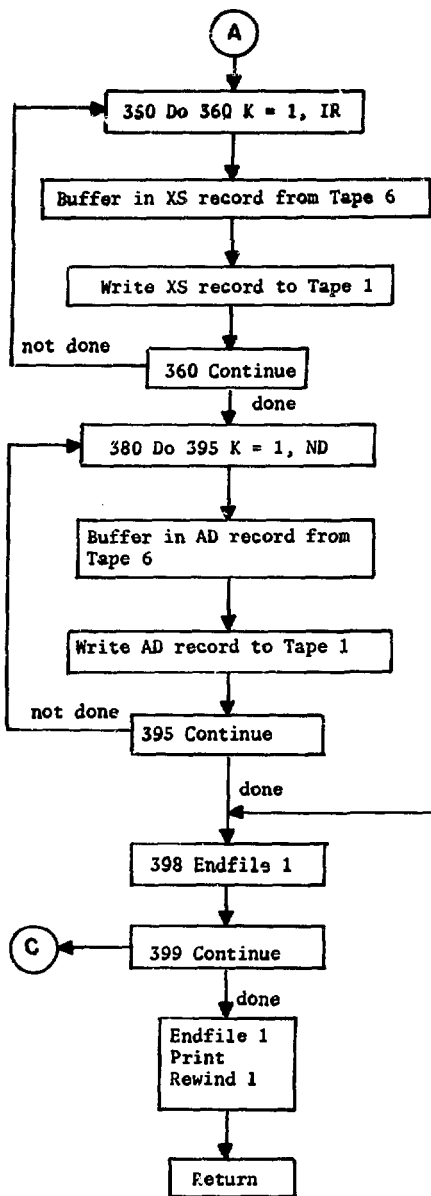 A
350 Do 360 K = 1, IR
Buffer in XS record from Tape 6
Write XS record to Tape 1
not done
360 Continue
done
380 Do 395 K = 1, ND
Buffer in AD record from
Tape 6
Write AD record to Tape 1
not done
395 Continue
done
398 Endfile 1
C
399 Continue
done
Endfile 1
Print
Rewind 1
Return